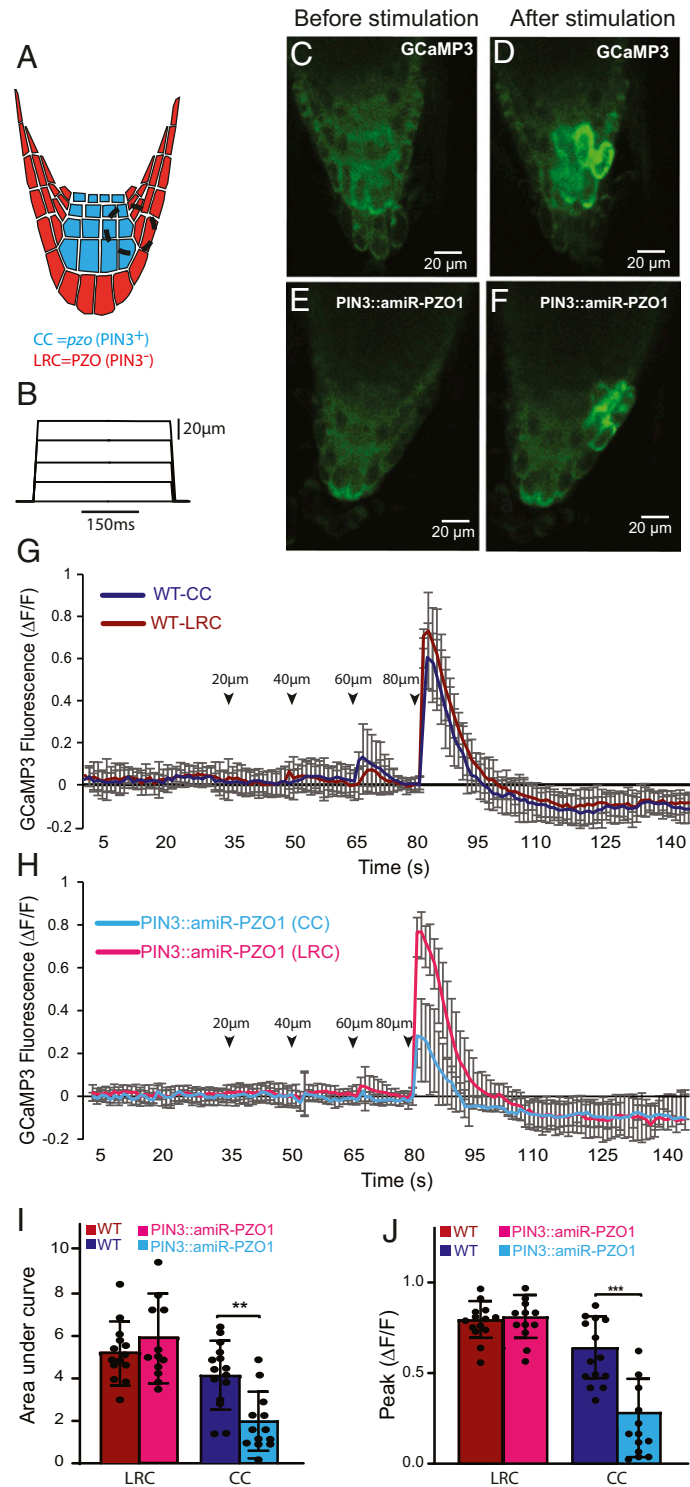 Before stimulation
After stimulation
A
C
GCaMP3
D
GCaMP3
20 µm
20 µm
CC =pzo (PIN3+)
LRC=PZO (PIN3-)
E
PIN3::amiR-PZO1
F
PIN3::amiR-PZO1
20 µm
20 µm
B
20µm
150ms
G
GCaMP3 Fluorescence (ΔF/F)
1
0.8
0.6
0.4
0.2
0
-0.2
WT-CC
WT-LRC
20µm
40µm
60µm
80µm
5
20
35
50
65
80
95
110
125
140
Time (s)
H
GCaMP3 Fluorescence (ΔF/F)
1
0.8
0.6
0.4
0.2
0
-0.2
PIN3::amiR-PZO1 (CC)
PIN3::amiR-PZO1 (LRC)
20µm
40µm
60µm
80µm
5
20
35
50
65
80
95
110
125
140
Time (s)
I
WT
PIN3::amiR-PZO1
WT
PIN3::amiR-PZO1
Area under curve
10
8
6
4
2
0
**
LRC
CC
J
WT
PIN3::amiR-PZO1
WT
PIN3::amiR-PZO1
Peak (ΔF/F)
1.0
0.5
0.0
***
LRC
CC